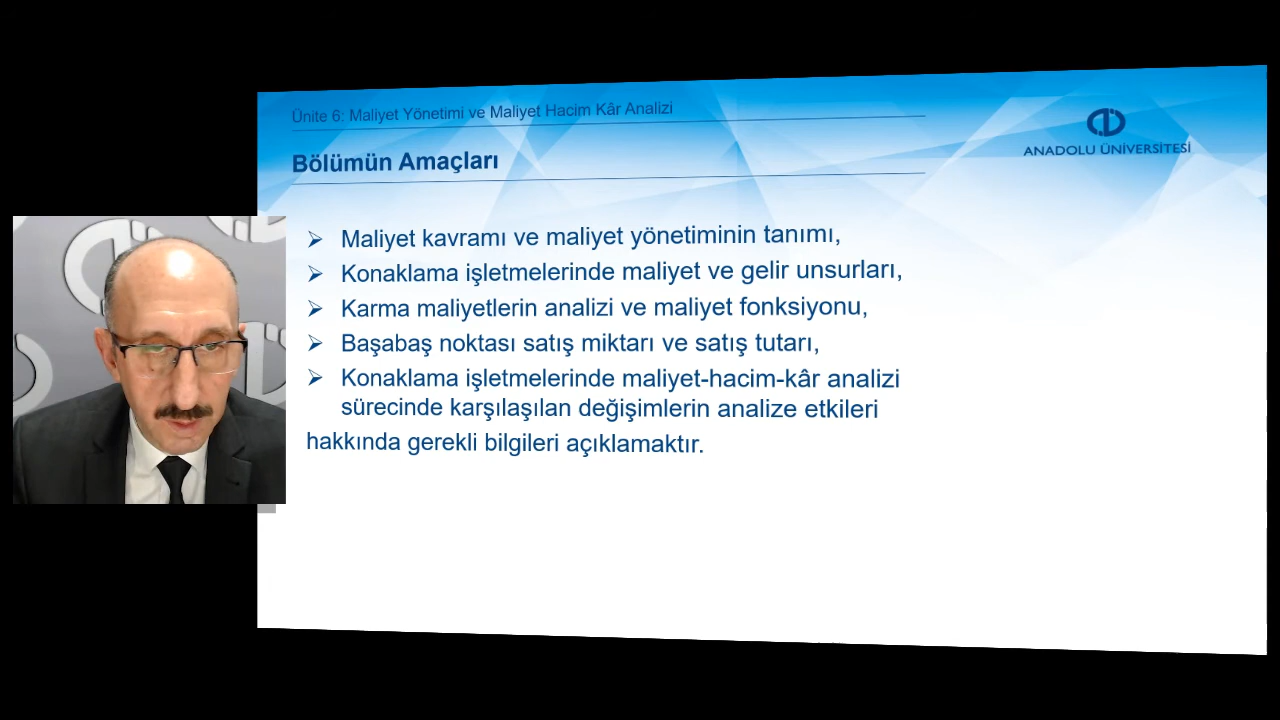 Ünite 6: Maliyet Yönetimi ve Maliyet Hacim Kâr Analizi
Bölümün Amaçları
ANADOLU ÜNİVERSİTESİ
➢ Maliyet kavramı ve maliyet yönetiminin tanımı,
➢ Konaklama işletmelerinde maliyet ve gelir unsurları,
➢ Karma maliyetlerin analizi ve maliyet fonksiyonu,
➢ Başabaş noktası satış miktarı ve satış tutarı,
➢ Konaklama işletmelerinde maliyet-hacim-kâr analizi
sürecinde karşılaşılan değişimlerin analize etkileri
hakkında gerekli bilgileri açıklamaktır.